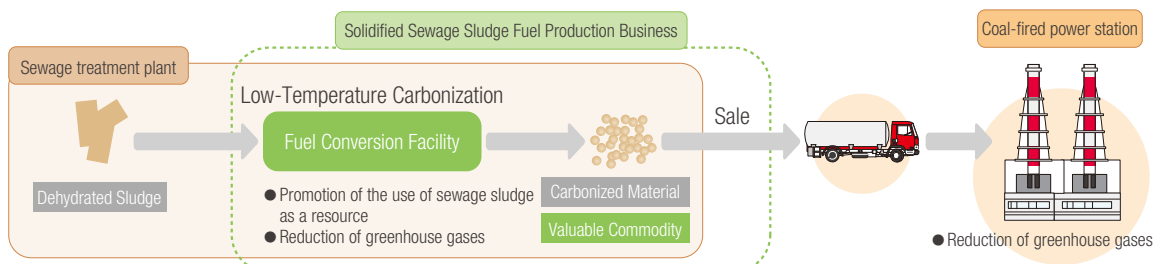 Solidified Sewage Sludge Fuel Production Business
Coal-fired power station
Sewage treatment plant
Low-Temperature Carbonization
Fuel Conversion Facility
Sale
Dehydrated Sludge
● Promotion of the use of sewage sludge
as a resource
● Reduction of greenhouse gases
Carbonized Material
Valuable Commodity
● Reduction of greenhouse gases